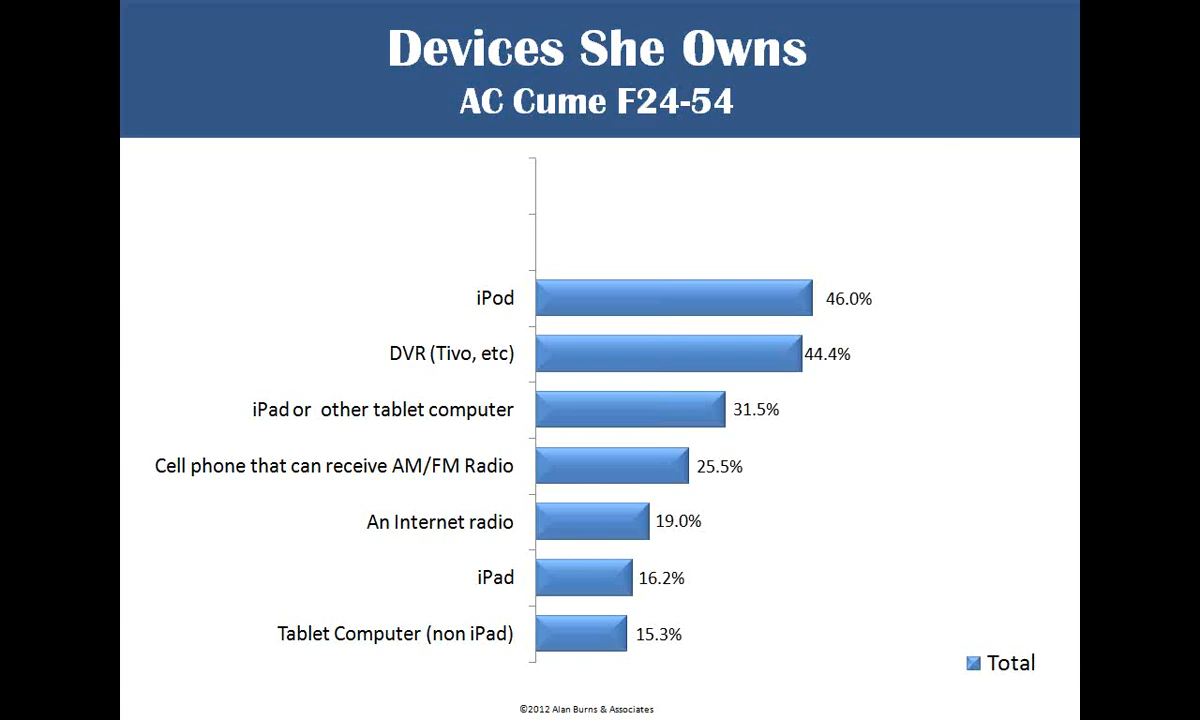 Devices She Owns
AC Cume F24-54
iPod 46.0%
DVR (Tivo, etc) 44.4%
iPad or other tablet computer 31.5%
Cell phone that can receive AM/FM Radio 25.5%
An Internet radio 19.0%
iPad 16.2%
Tablet Computer (non iPad) 15.3%
Total
©2012 Alan Burns & Associates